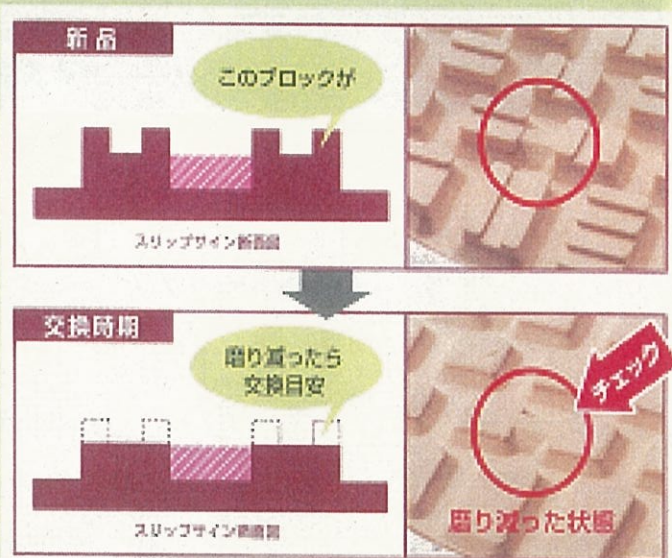 新品
このブロックが
スリップサイン断面図
交換時期
磨り減ったら
交換目安
スリップサイン断面図
チェック
磨り減った状態